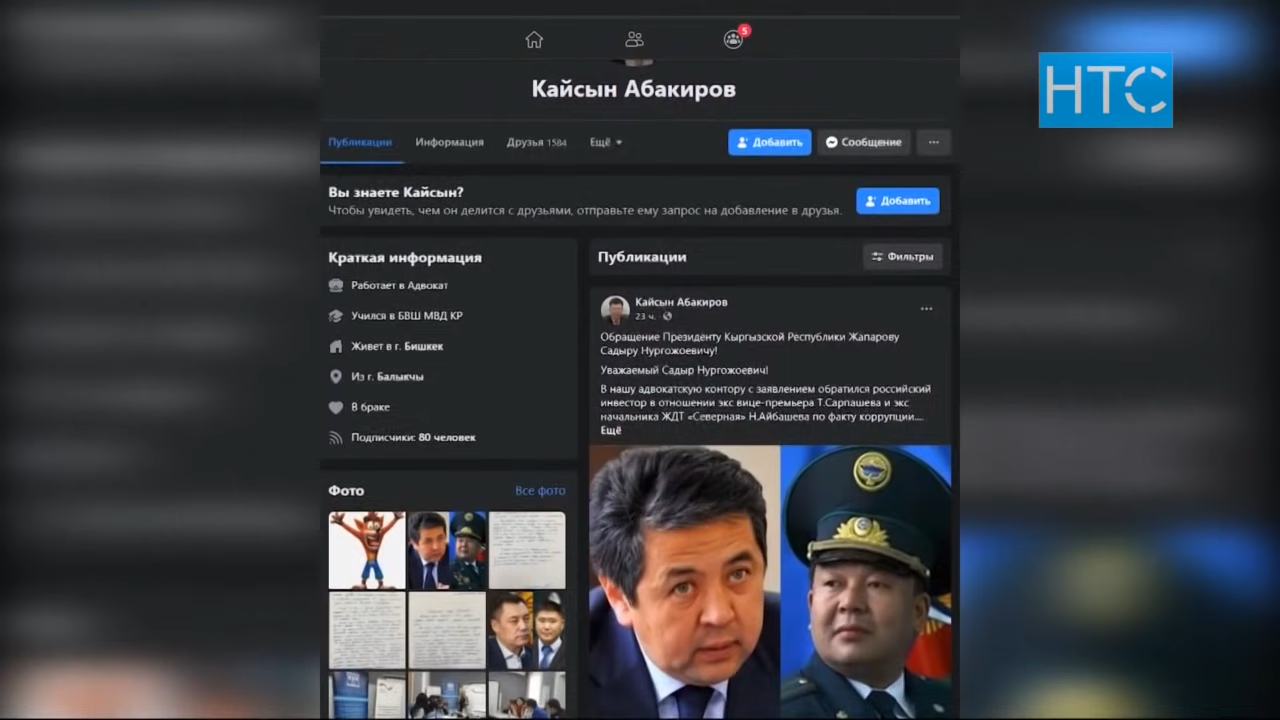 5
НТС
Кайсын Абакиров
Публикации
Информация
Друзья 1584
Ещё
Добавить
Сообщение
Вы знаете Кайсын?
Чтобы увидеть, чем он делится с друзьями, отправьте ему запрос на добавление в друзья.
Добавить
Краткая информация
Работает в Адвокат
Учился в БВШ МВД КР
Живет в г. Бишкек
Из г. Балыкчы
В браке
Подписчики: 80 человек
Фото
Все фото
Публикации
Фильтры
Кайсын Абакиров
23 ч.
Обращение Президенту Кыргызской Республики Жапарову
Садыру Нургожоевичу!
Уважаемый Садыр Нургожоевич!
В нашу адвокатскую контору с заявлением обратился российский
инвестор в отношении экс вице-премьера Т.Сарпашева и экс
начальника ЖДТ «Северная» Н.Айбашева по факту коррупции....
Ещё